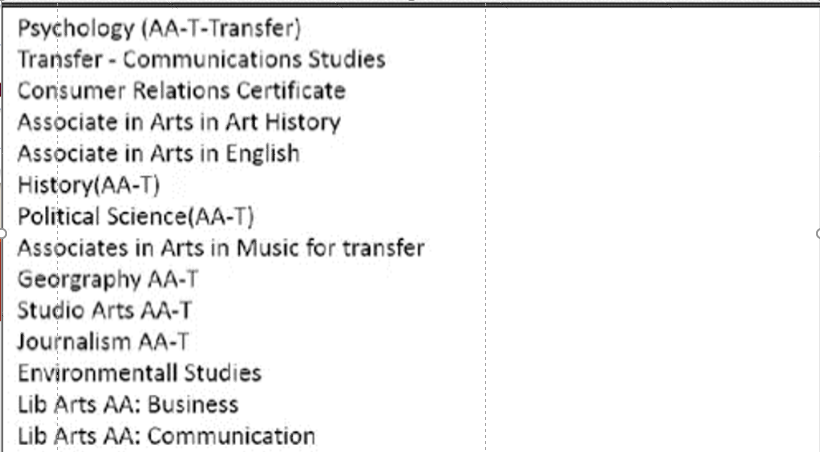 Psychology (AA-T-Transfer)
Transfer - Communications Studies
Consumer Relations Certificate
Associate in Arts in Art History
Associate in Arts in English
History(AA-T)
Political Science(AA-T)
Associates in Arts in Music for transfer
Georgraphy AA-T
Studio Arts AA-T
Journalism AA-T
Environmentall Studies
Lib Arts AA: Business
Lib Arts AA: Communication